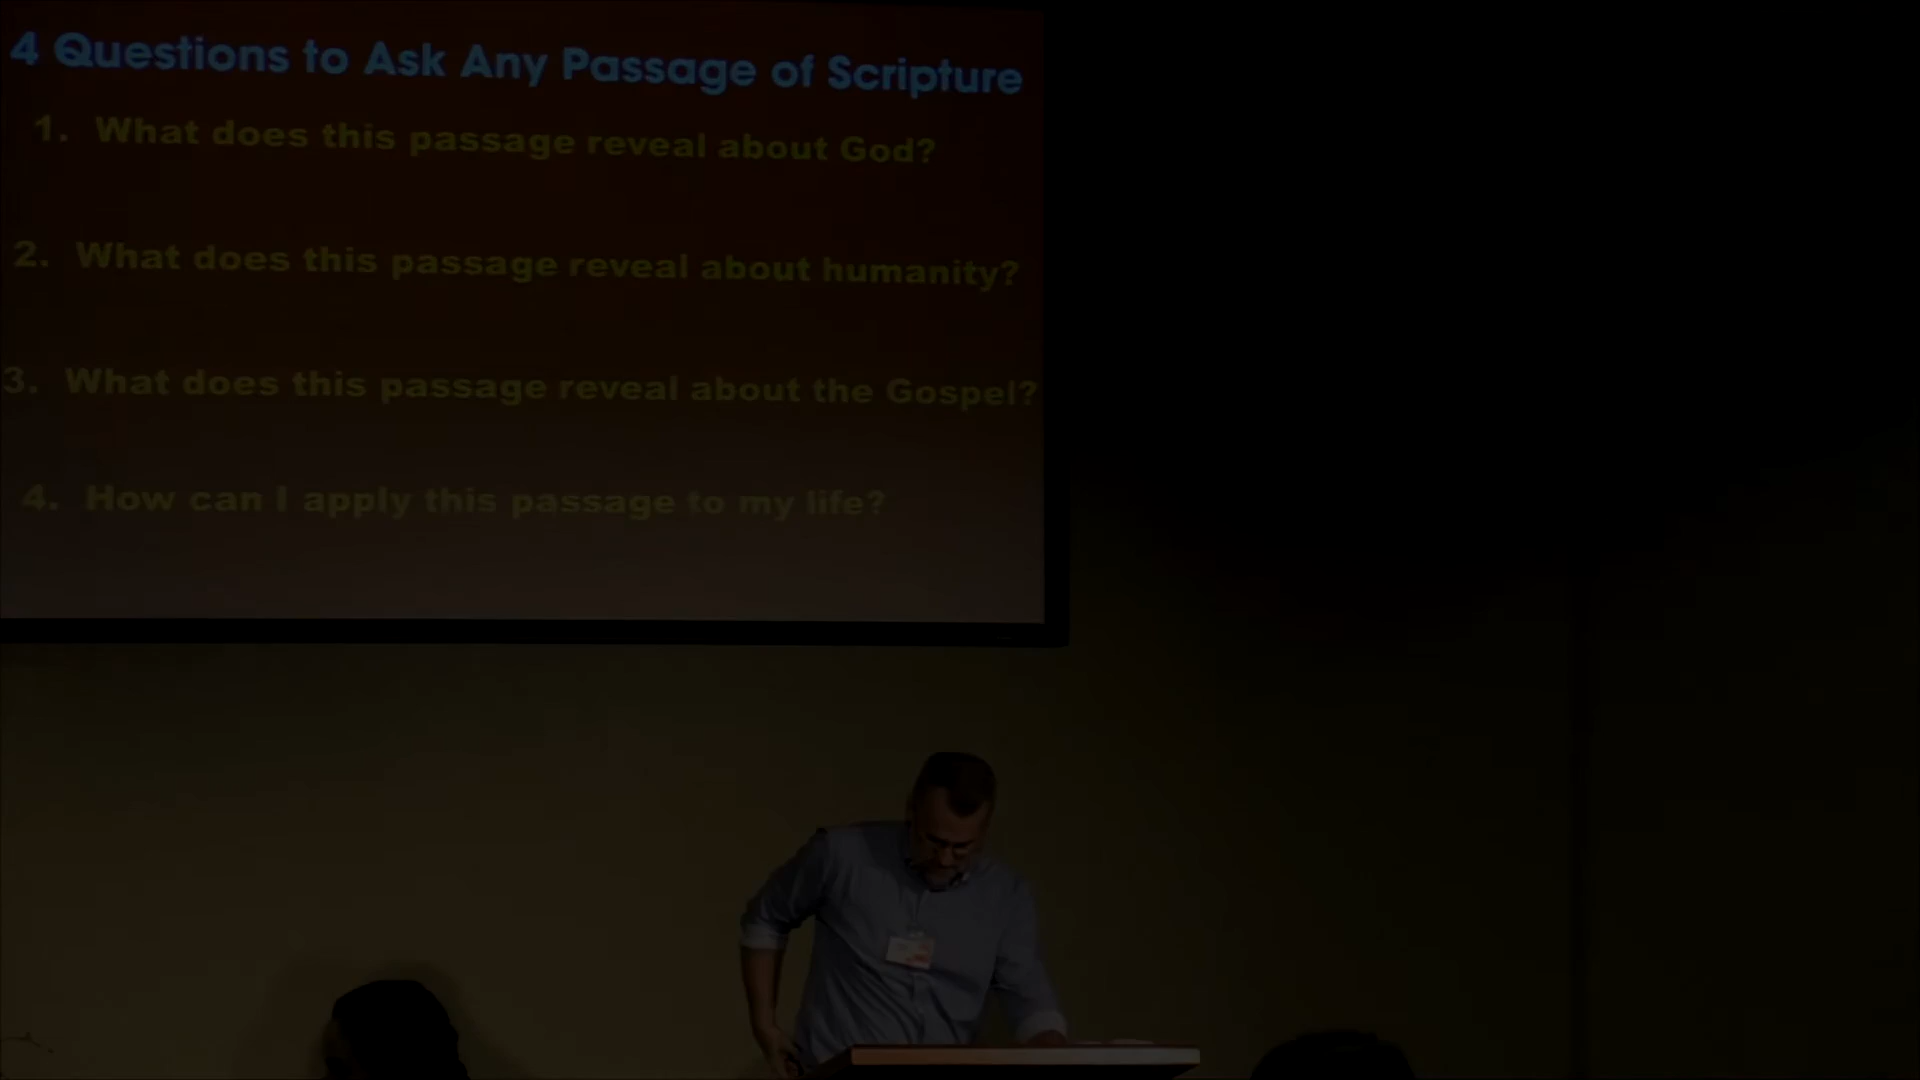 4 Questions to Ask Any Passage of Scripture
1. What does this passage reveal about God?
2. What does this passage reveal about humanity?
3. What does this passage reveal about the Gospel?
4. How can I apply this passage to my life?